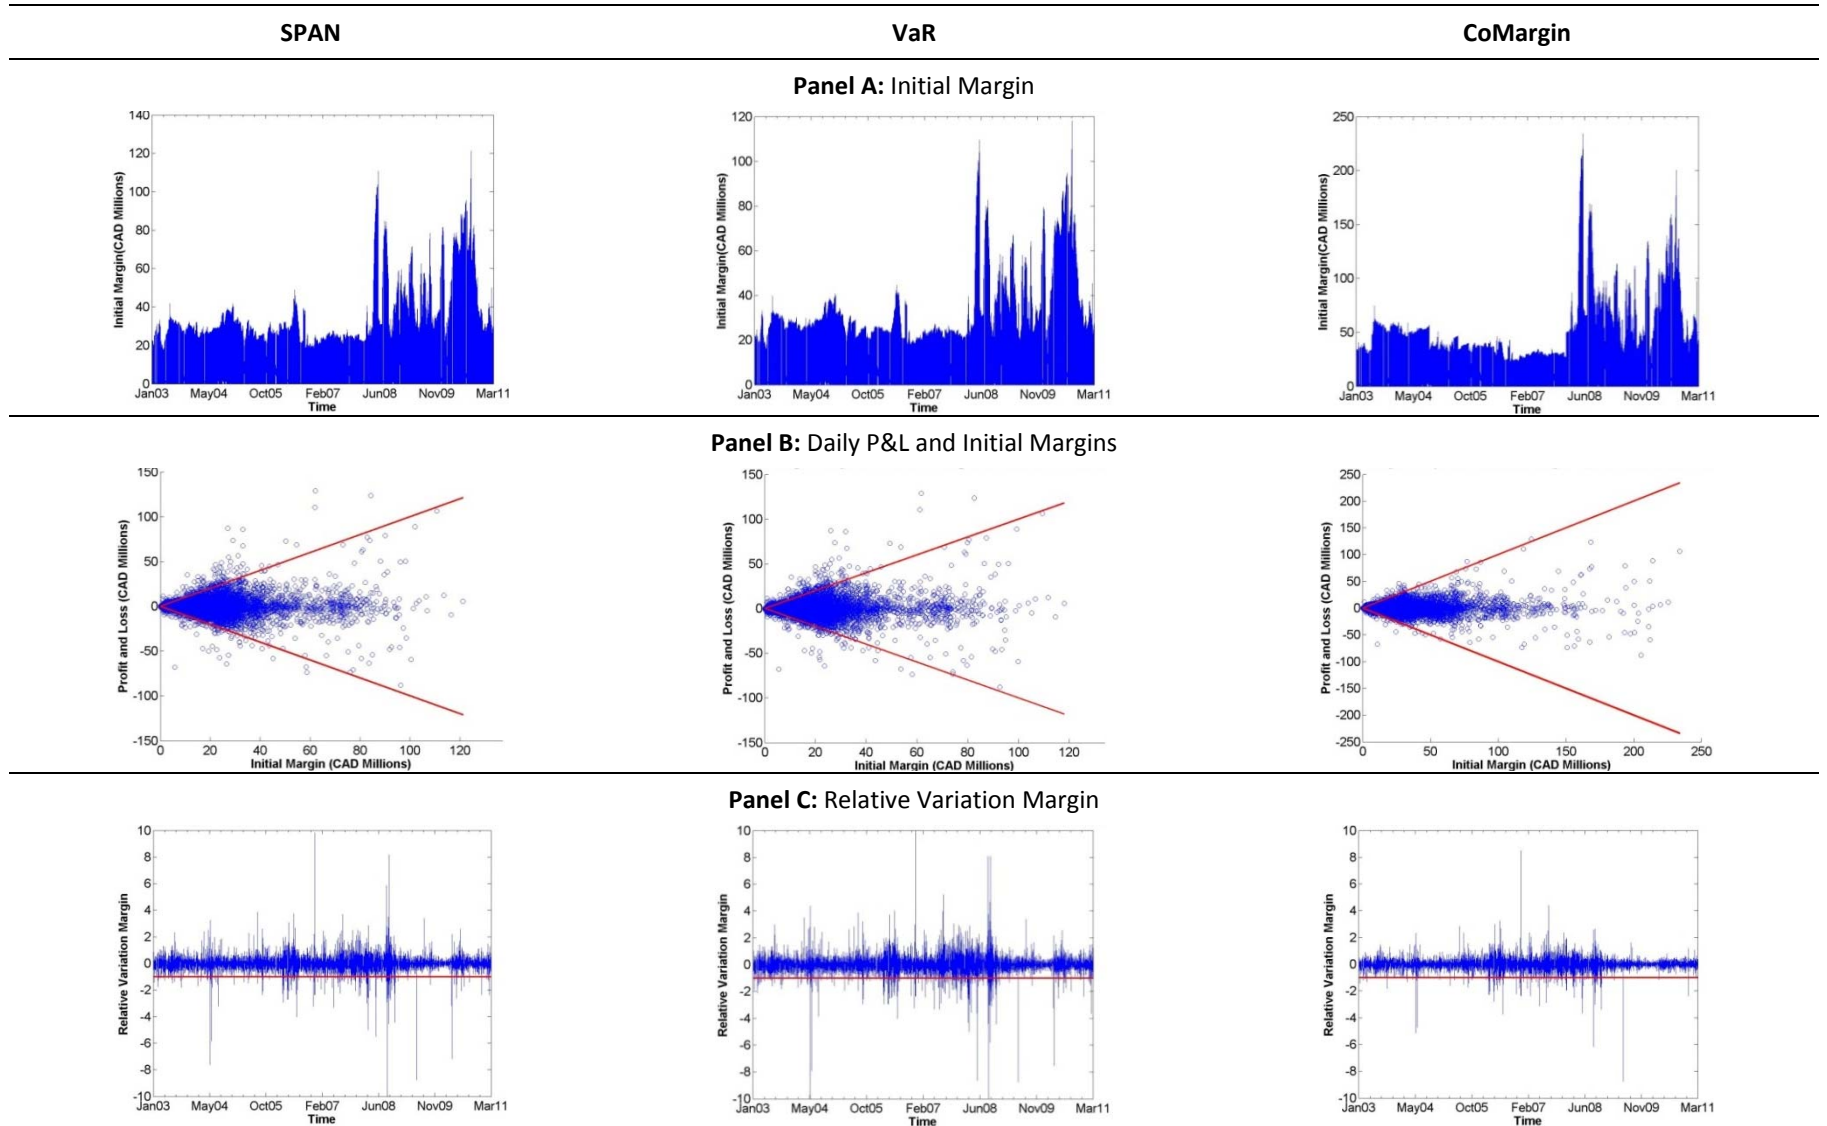 SPAN VaR CoMargin
Panel A: Initial Margin
140
120
100
80
60
40
20
0
Initial Margin(CAD Millions)
Jan03 May04 Oct05 Feb07 Jun08 Nov09 Mar11
Time
120
100
80
60
40
20
0
Initial Margin(CAD Millions)
Jan03 May04 Oct05 Feb07 Jun08 Nov09 Mar11
Time
250
200
150
100
50
0
Initial Margin(CAD Millions)
Jan03 May04 Oct05 Feb07 Jun08 Nov09 Mar11
Time
Panel B: Daily P&L and Initial Margins
150
100
50
0
-50
-100
-150
Profit and Loss (CAD Millions)
0 20 40 60 80 100 120
Initial Margin (CAD Millions)
150
100
50
0
-50
-100
-150
Profit and Loss (CAD Millions)
0 20 40 60 80 100 120
Initial Margin (CAD Millions)
250
200
150
100
50
0
-50
-100
-150
-200
-250
Profit and Loss (CAD Millions)
0 50 100 150 200 250
Initial Margin (CAD Millions)
Panel C: Relative Variation Margin
10
8
6
4
2
0
-2
-4
-6
-8
-10
Relative Variation Margin
Jan03 May04 Oct05 Feb07 Jun08 Nov09 Mar11
Time
10
8
6
4
2
0
-2
-4
-6
-8
-10
Relative Variation Margin
Jan03 May04 Oct05 Feb07 Jun08 Nov09 Mar11
Time
10
8
6
4
2
0
-2
-4
-6
-8
-10
Relative Variation Margin
Jan03 May04 Oct05 Feb07 Jun08 Nov09 Mar11
Time